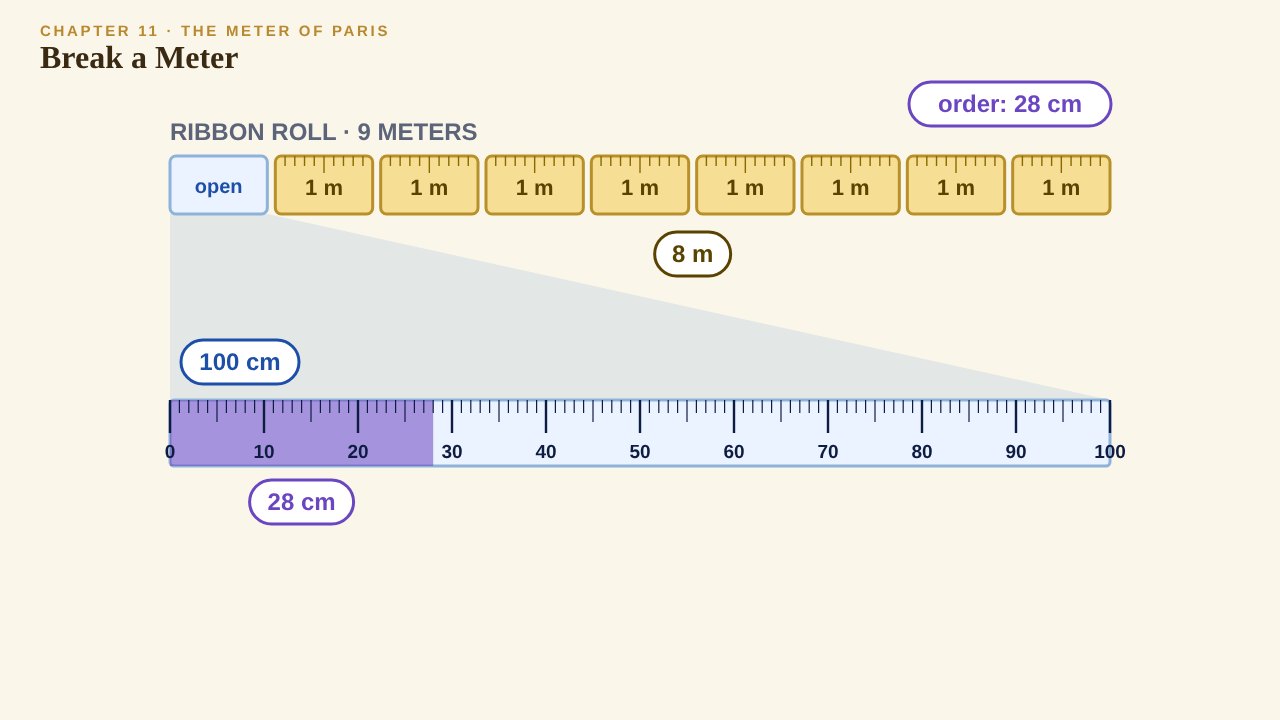 CHAPTER 11 · THE METER OF PARIS
Break a Meter
order: 28 cm
RIBBON ROLL · 9 METERS
open 1 m 1 m 1 m 1 m 1 m 1 m 1 m 1 m
8 m
100 cm
0 10 20 30 40 50 60 70 80 90 100
28 cm